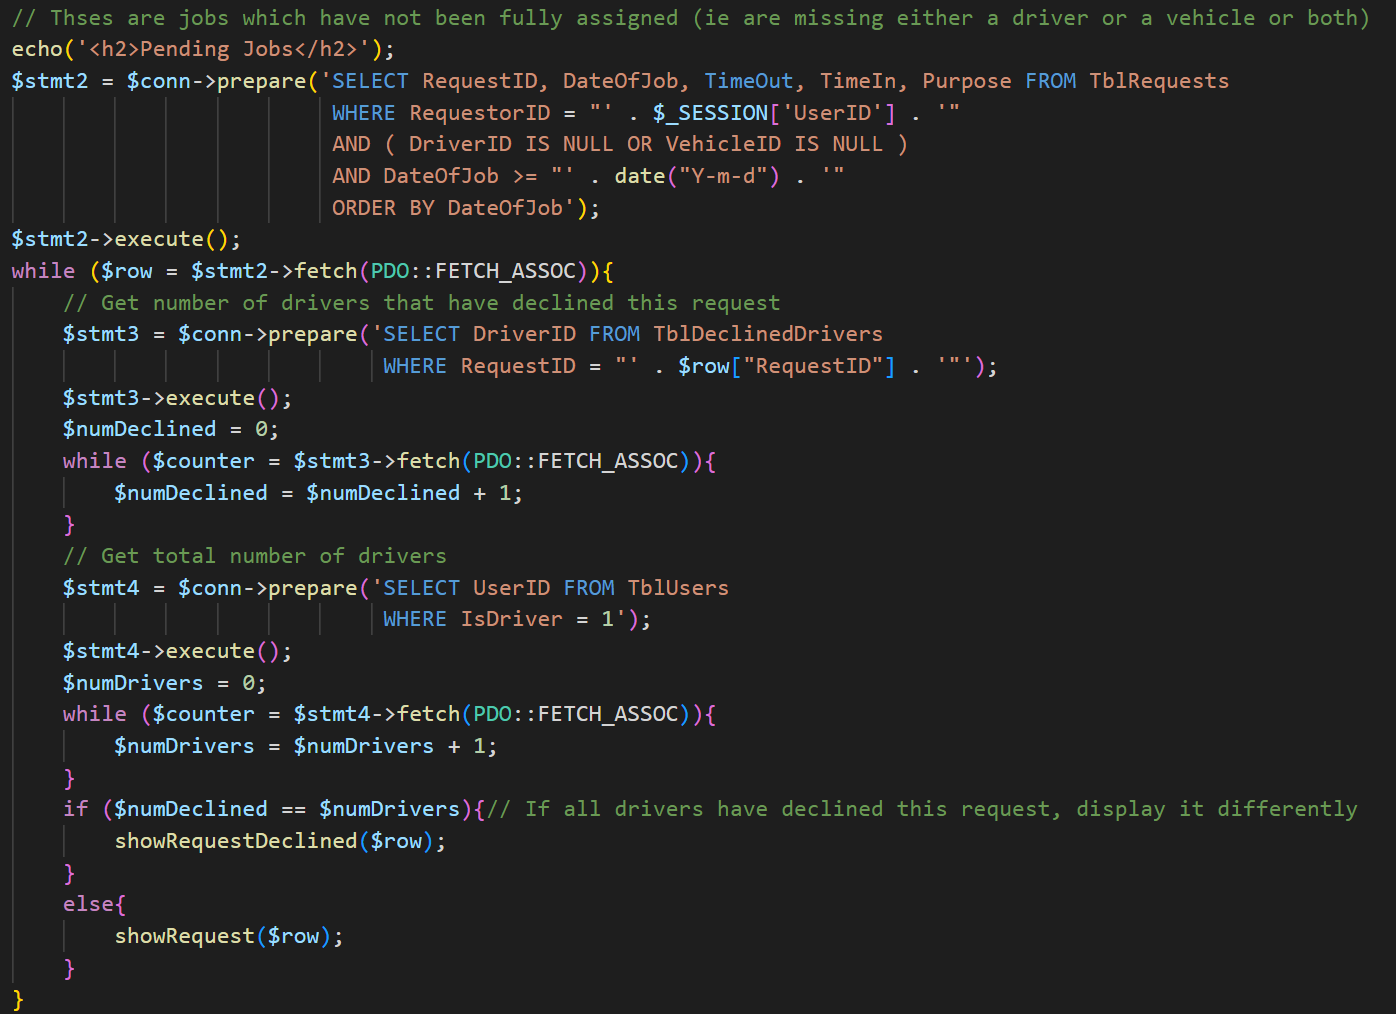 // Thses are jobs which have not been fully assigned (ie are missing either a driver or a vehicle or both)
echo('<h2>Pending Jobs</h2>');
$stmt2 = $conn->prepare('SELECT RequestID, DateOfJob, TimeOut, TimeIn, Purpose FROM TblRequests
                         WHERE RequestorID = "' . $_SESSION['UserID'] . '"
                         AND ( DriverID IS NULL OR VehicleID IS NULL )
                         AND DateOfJob >= "' . date("Y-m-d") . '"
                         ORDER BY DateOfJob');
$stmt2->execute();
while ($row = $stmt2->fetch(PDO::FETCH_ASSOC)){
    // Get number of drivers that have declined this request
    $stmt3 = $conn->prepare('SELECT DriverID FROM TblDeclinedDrivers
                             WHERE RequestID = "' . $row["RequestID"] . '"');
    $stmt3->execute();
    $numDeclined = 0;
    while ($counter = $stmt3->fetch(PDO::FETCH_ASSOC)){
        $numDeclined = $numDeclined + 1;
    }
    // Get total number of drivers
    $stmt4 = $conn->prepare('SELECT UserID FROM TblUsers
                             WHERE IsDriver = 1');
    $stmt4->execute();
    $numDrivers = 0;
    while ($counter = $stmt4->fetch(PDO::FETCH_ASSOC)){
        $numDrivers = $numDrivers + 1;
    }
    if ($numDeclined == $numDrivers){// If all drivers have declined this request, display it differently
        showRequestDeclined($row);
    }
    else{
        showRequest($row);
    }
}